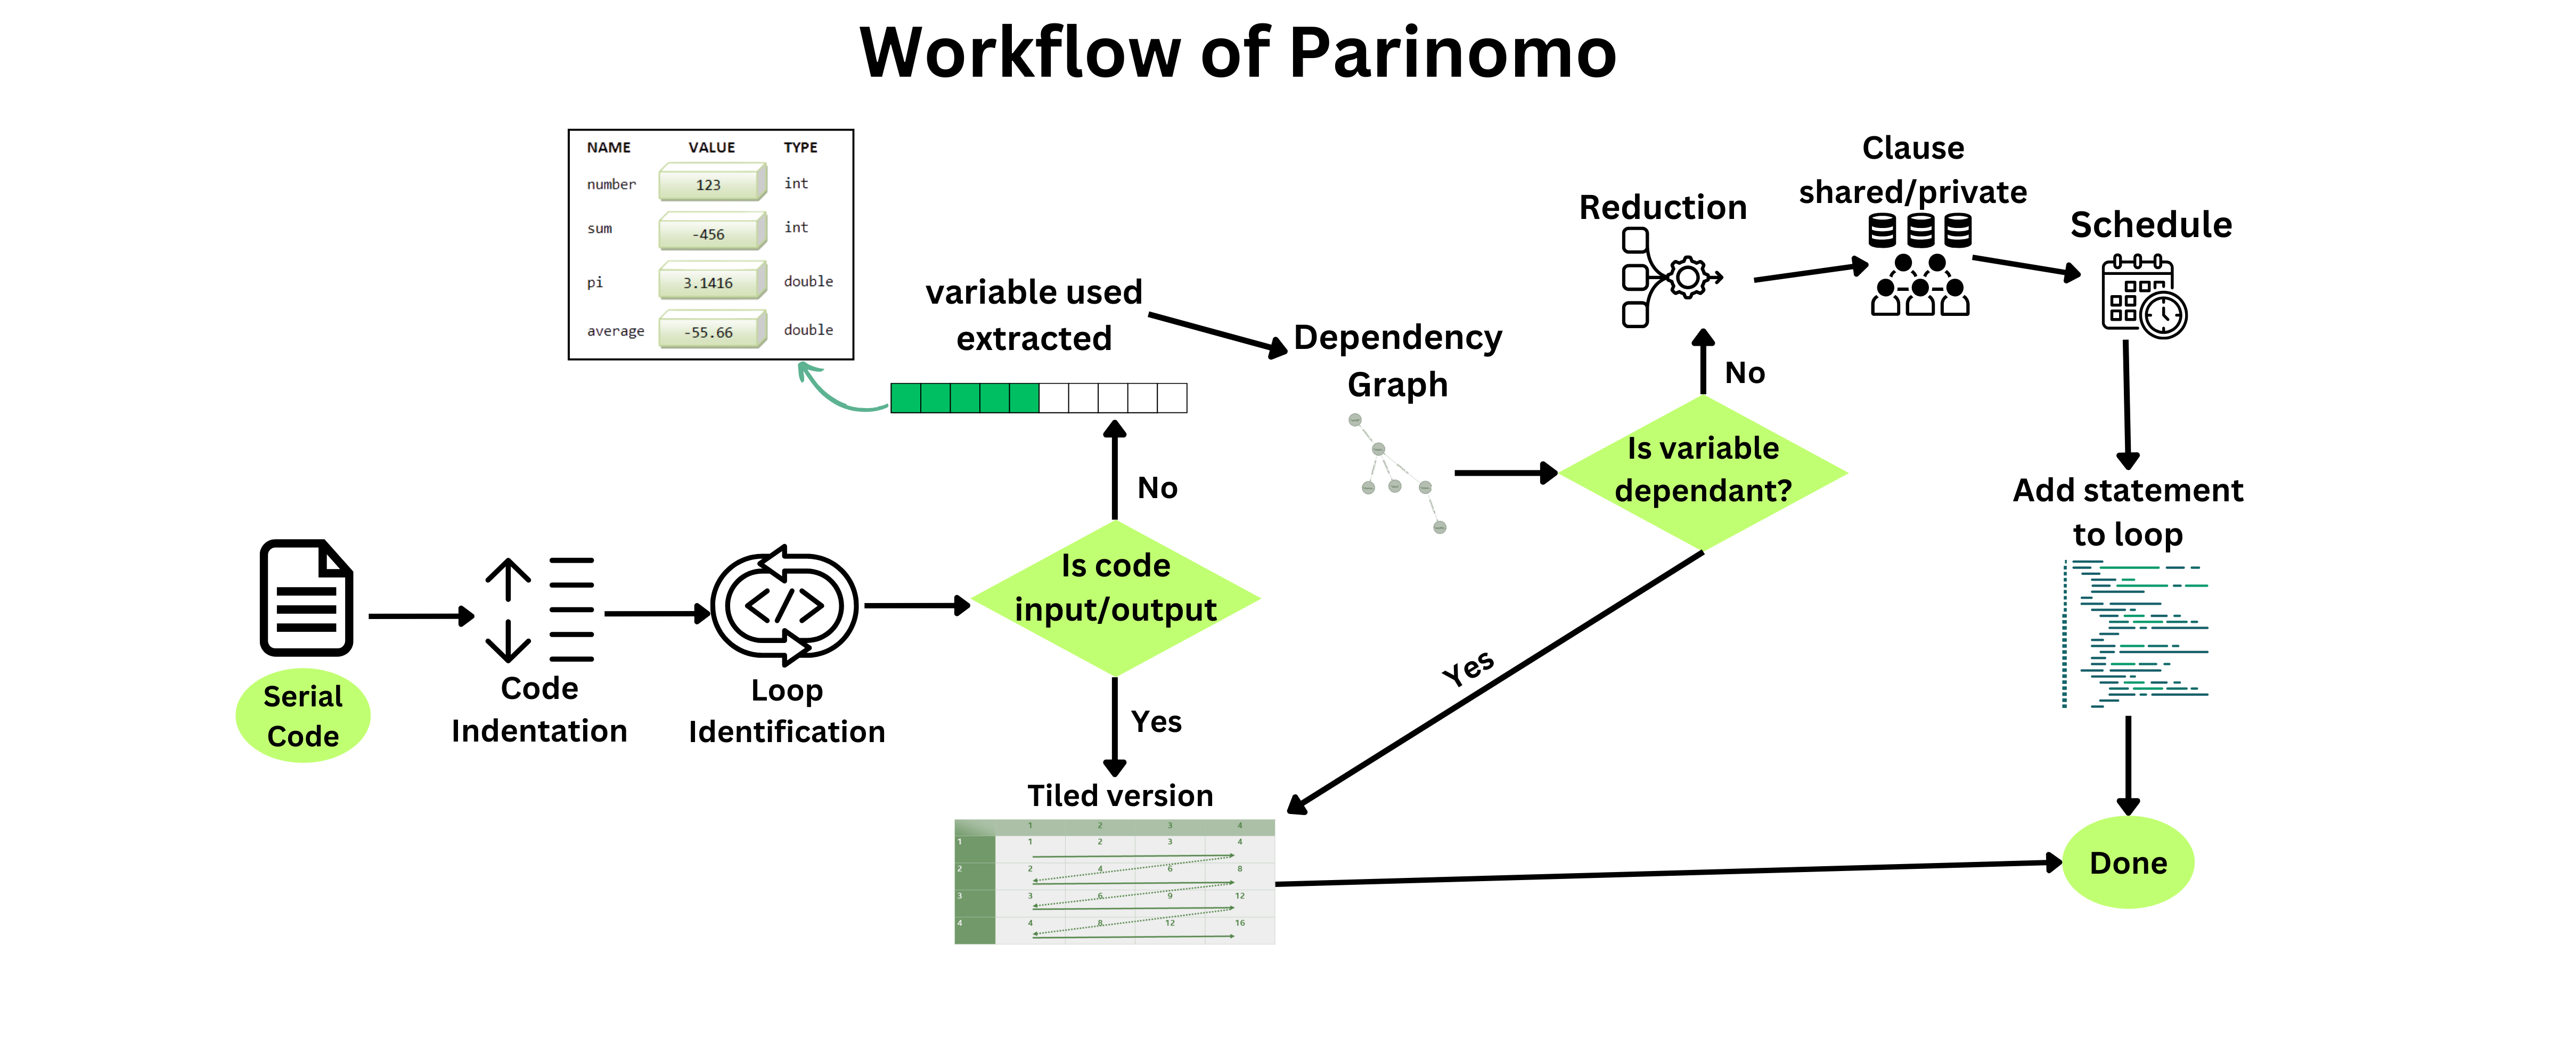 Workflow of Parinomo
NAME VALUE TYPE
number 123 int
sum -456 int
pi 3.1416 double
average -55.66 double
variable used
extracted
Dependency
Graph
Reduction
Clause
shared/private
Schedule
No
Is variable
dependant?
No
Add statement
to loop
Is code
input/output
Serial
Code
Code
Indentation
Loop
Identification
Yes
Yes
Tiled version
1 2 3 4
1 1 2 3 4
2 2 4 6 8
3 3 6 9 12
4 4 8 12 16
Done